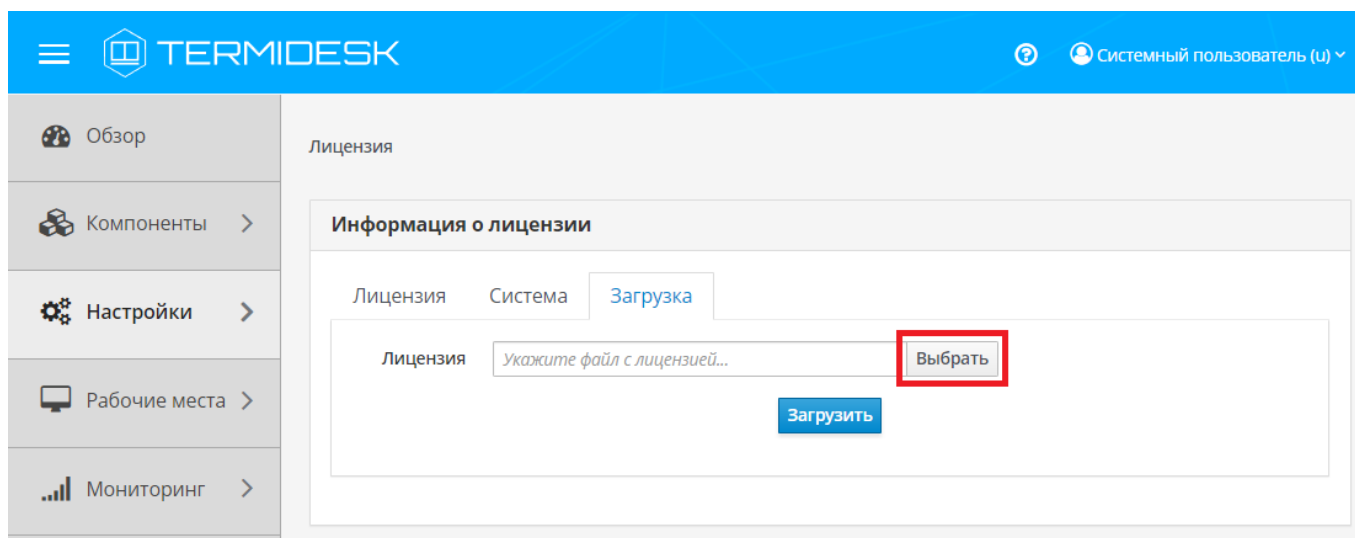 TERMIDESK
Системный пользователь (u)
Обзор
Компоненты
Настройки
Рабочие места
Мониторинг
Лицензия
Информация о лицензии
Лицензия Система Загрузка
Лицензия Укажите файл с лицензией... Выбрать
Загрузить